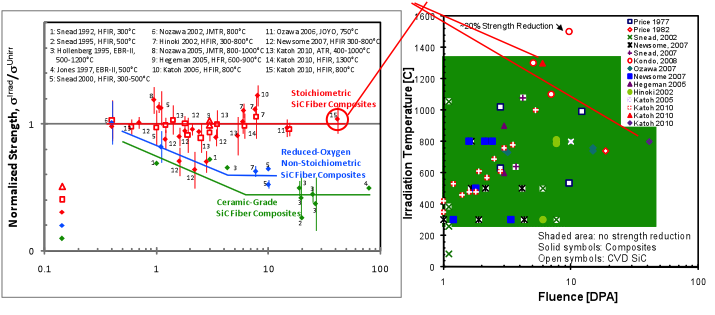 1: Snead 1992, HFIR, 300°C
2: Snead 1995, HFIR, 500°C
3: Hollenberg 1995, EBR-II,
500-1200°C
4: Jones 1997, EBR-II, 500°C
5: Snead 2000, HFIR, 300-500°C
6: Nozawa 2002, JMTR, 800°C
7: Hinoki 2002, HFIR, 300-800°C
8: Nozawa 2005, JMTR, 800-1000°C
9: Hegeman 2005, HFR, 600-900°C
10: Katoh 2006, HFIR, 800°C
11: Ozawa 2006, JOYO, 750°C
12: Newsome 2007, HFIR, 300-800°C
13: Katoh 2010, ATR, 400-1000°C
14: Katoh 2010, HFIR, 1300°C
15: Katoh 2010, HFIR, 800°C
Stoichiometric
SiC Fiber Composites
Reduced-Oxygen
Non-Stoichiometric
SiC Fiber Composites
Ceramic-Grade
SiC Fiber Composites
Normalized Strength, σIrrad/σUnirr
1
0
0.1
1
10
100
~20% Strength Reduction
Price 1977
Price 1982
Snead, 2002
Newsome, 2007
Snead, 2007
Kondo, 2008
Ozawa 2007
Newsome 2007
Hegeman 2005
Hinoki2002
Katoh 2005
Katoh 2010
Katoh 2010
Katoh 2010
Shaded area: no strength reduction
Solid symbols: Composites
Open symbols: CVD SiC
Irradiation Temperature [C]
1600
1400
1200
1000
800
600
400
200
0
1
10
Fluence [DPA]